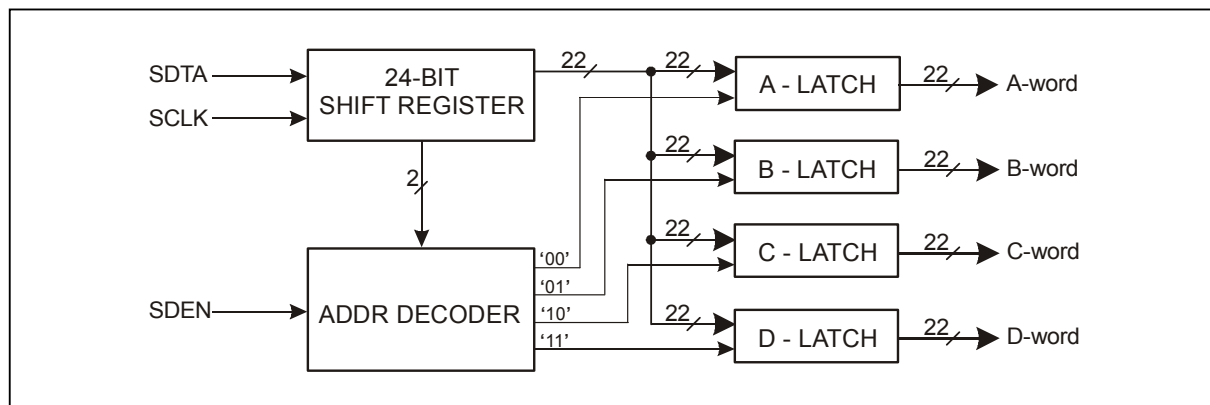 SDTA
SCLK
24-BIT
SHIFT REGISTER
22
22
A - LATCH
22
A-word
22
B - LATCH
22
B-word
2
22
C - LATCH
22
C-word
SDEN
ADDR DECODER
‘00’
‘01’
‘10’
‘11’
22
D - LATCH
22
D-word